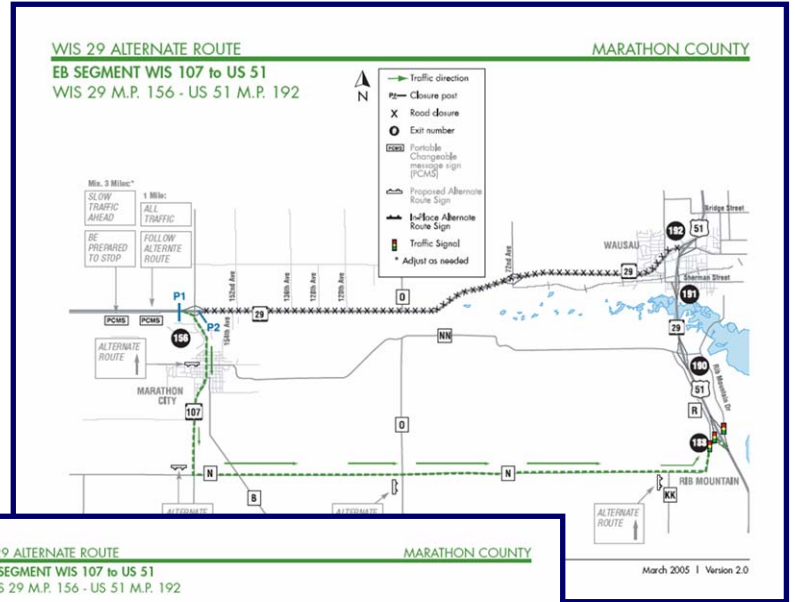 WIS 29 ALTERNATE ROUTE
MARATHON COUNTY
EB SEGMENT WIS 107 to US 51
WIS 29 M.P. 156 - US 51 M.P. 192
N
Traffic direction
P#
Closure post
X
Road closure
Exit number
PCMS
Portable
Changeable
message sign
(PCMS)
Proposed Alternate
Route Sign
In-Place Alternate
Route Sign
Traffic Signal
* Adjust as needed
Min. 3 Miles:*
SLOW
TRAFFIC
AHEAD
BE
PREPARED
TO STOP
1 Mile:
ALL
TRAFFIC
FOLLOW
ALTERNTE
ROUTE
PCMS
PCMS
P1
P2
156
152nd Ave
136th Ave
128th Ave
120th Ave
72nd Ave
29
O
29
WAUSAU
192
51
Bridge Street
Sherman Street
191
29
NN
190
51
R
Rib Mountain Dr
188
RIB MOUNTAIN
ALTERNATE
ROUTE
MARATHON
CITY
107
O
N
N
B
KK
ALTERNATE
ALTERNATE
ALTERNATE
ROUTE
March 2005 | Version 2.0
9 ALTERNATE ROUTE
MARATHON COUNTY
SEGMENT WIS 107 to US 51
S 29 M.P. 156 - US 51 M.P. 192